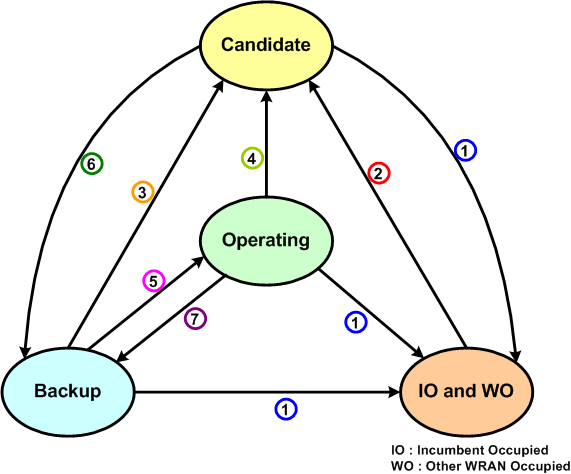 Candidate
6
1
3
4
2
Operating
5
7
1
Backup
1
IO and WO
IO : Incumbent Occupied
WO : Other WRAN Occupied